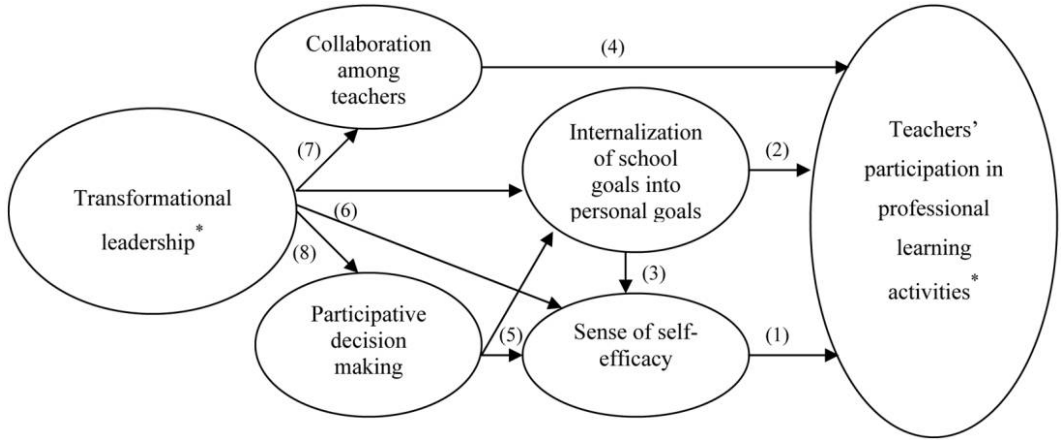 Collaboration
among
teachers
(4)
(7)
Internalization
of school
goals into
personal goals
(2)
Teachers’
participation in
professional
learning
activities*
Transformational
leadership*
(6)
(8)
(3)
Participative
decision
making
(5)
Sense of self-
efficacy
(1)